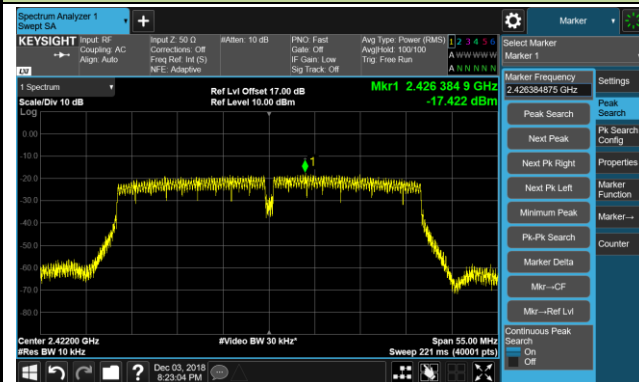 Spectrum Analyzer 1
Swept SA
+
Marker
KEYSIGHT
Input: RF
Coupling: AC
Align: Auto
Input Z: 50 Ω
Corrections: Off
Freq Ref: Int (S)
NFE: Adaptive
#Atten: 10 dB
PNO: Fast
Gate: Off
IF Gain: Low
Sig Track: Off
Avg Type: Power (RMS)
Avg|Hold: 100/100
Trig: Free Run
1 2 3 4 5 6
A W W W W W
A N N N N N
Select Marker
Marker 1
LXI
1 Spectrum
Scale/Div 10 dB
Log
Ref Lvl Offset 17.00 dB
Ref Level 10.00 dBm
Mkr1 2.426 384 9 GHz
-17.422 dBm
0.00
-10.0
-20.0
-30.0
-40.0
-50.0
-60.0
-70.0
-80.0
1
Center 2.42200 GHz
#Res BW 10 kHz
#Video BW 30 kHz*
Span 55.00 MHz
Sweep 221 ms (40001 pts)
Marker Frequency
2.426384875 GHz
Peak Search
Next Peak
Next Pk Right
Next Pk Left
Minimum Peak
Pk-Pk Search
Marker Delta
Mkr→CF
Mkr→Ref Lvl
Continuous Peak
Search
On
Off
Settings
Peak
Search
Pk Search
Config
Properties
Marker
Function
Marker→
Counter
?
Dec 03, 2018
8:23:04 PM